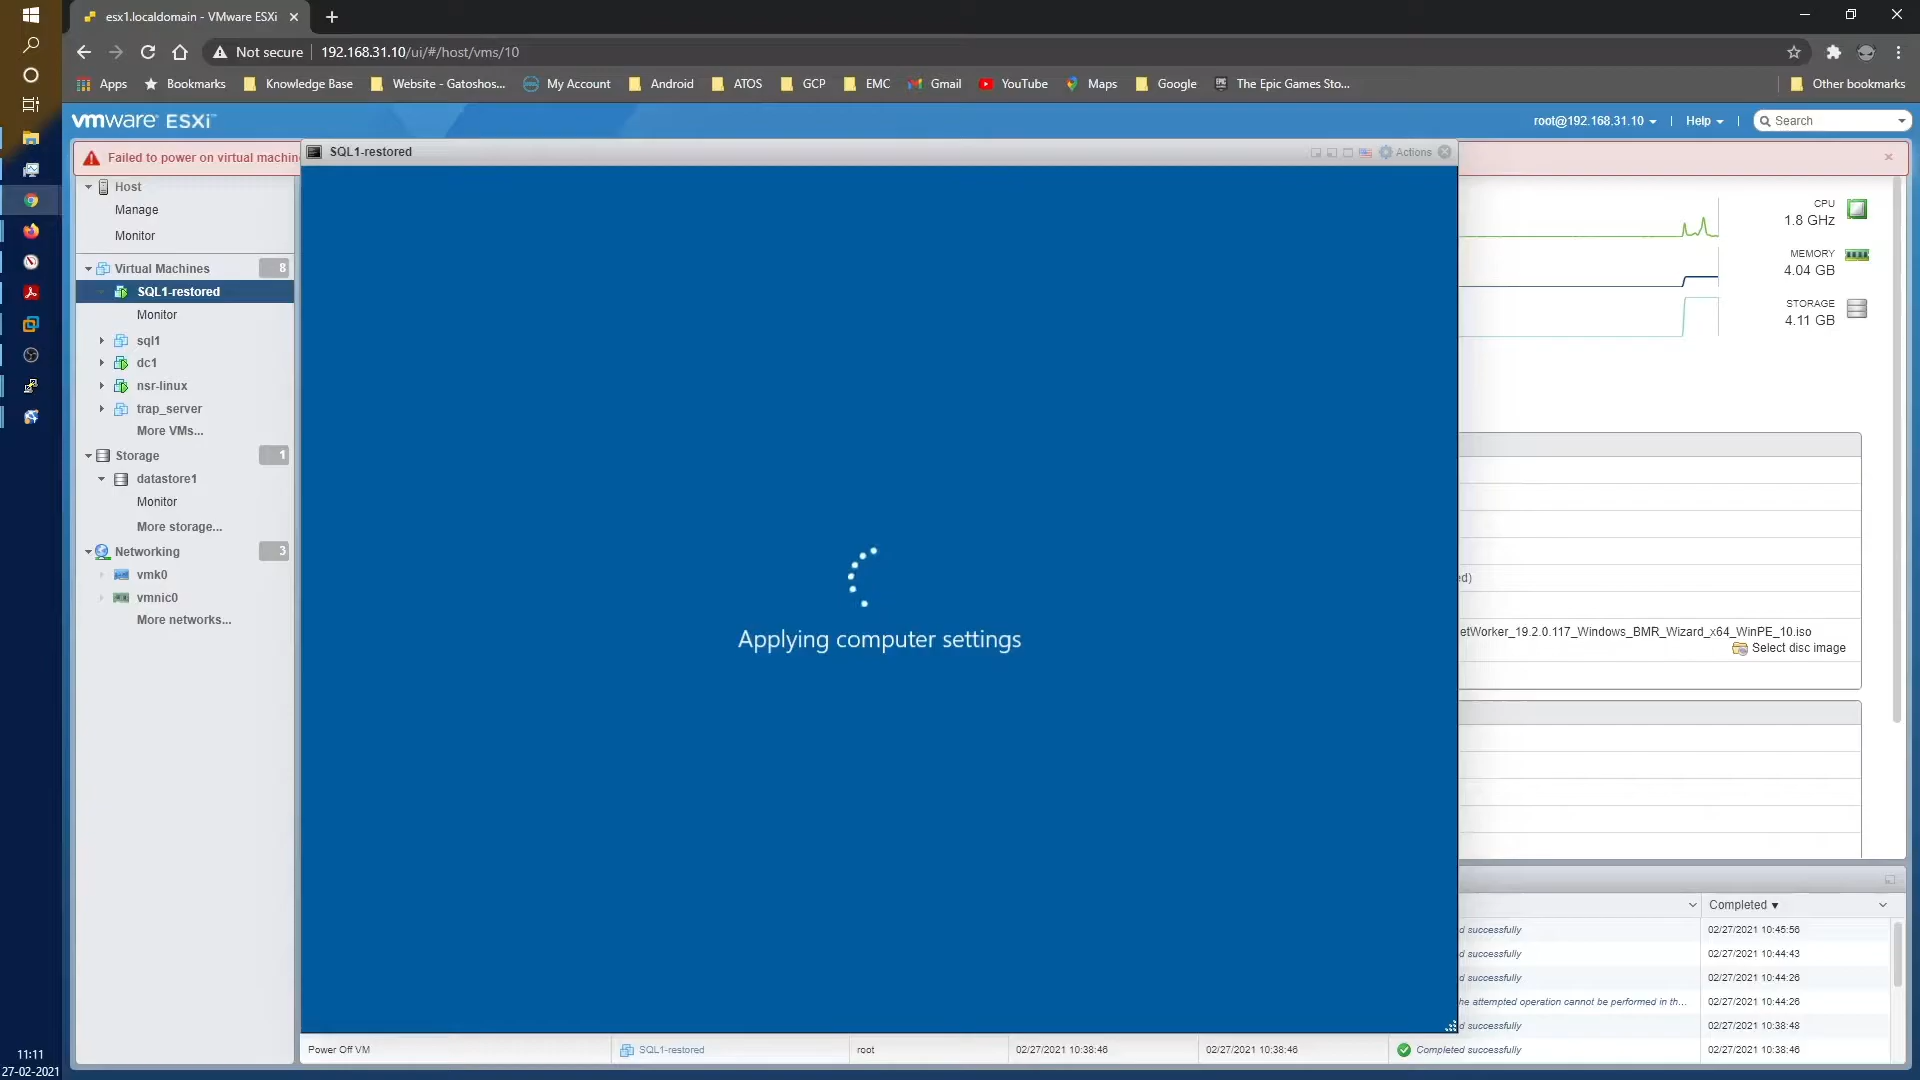 esx1.localdomain - VMware ESXi
Not secure
192.168.31.10/ui/#/host/vms/10
Apps
Bookmarks
Knowledge Base
Website - Gatoshos...
My Account
Android
ATOS
GCP
EMC
Gmail
YouTube
Maps
Google
The Epic Games Sto...
Other bookmarks
vmware ESXi
root@192.168.31.10
Help
Search
Failed to power on virtual machin
SQL1-restored
Actions
Host
Manage
Monitor
Virtual Machines
8
SQL1-restored
Monitor
sql1
dc1
nsr-linux
trap_server
More VMs...
Storage
1
datastore1
Monitor
More storage...
Networking
3
vmk0
vmnic0
More networks...
Applying computer settings
CPU
1.8 GHz
MEMORY
4.04 GB
STORAGE
4.11 GB
ed)
etWorker_19.2.0.117_Windows_BMR_Wizard_x64_WinPE_10.iso
Select disc image
Completed ▼
d successfully
02/27/2021 10:45:56
d successfully
02/27/2021 10:44:43
d successfully
02/27/2021 10:44:26
he attempted operation cannot be performed in th...
02/27/2021 10:44:26
d successfully
02/27/2021 10:38:48
Power Off VM
SQL1-restored
root
02/27/2021 10:38:46
02/27/2021 10:38:46
Completed successfully
02/27/2021 10:38:46
11:11
27-02-2021